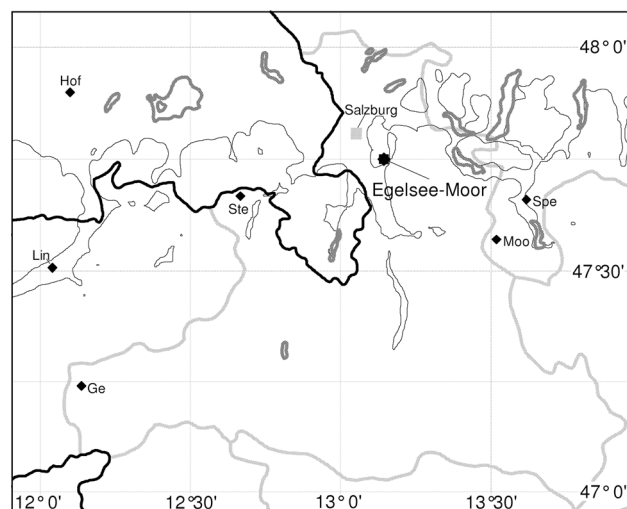 48° 0'
Hof
Salzburg
Egelsee-Moor
Ste
Spe
Moo
Lin
47°30'
Ge
47° 0'
12° 0'
12°30'
13° 0'
13°30'